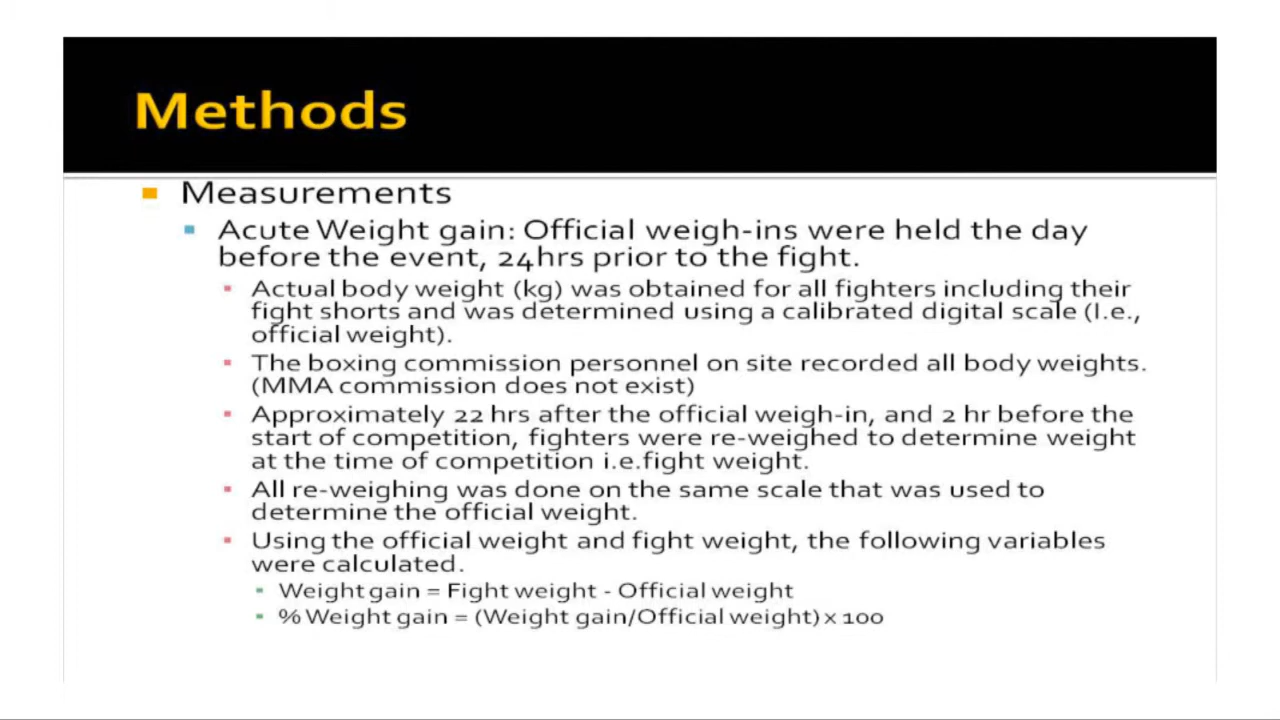 Methods
Measurements
Acute Weight gain: Official weigh-ins were held the day
before the event, 24hrs prior to the fight.
Actual body weight (kg) was obtained for all fighters including their
fight shorts and was determined using a calibrated digital scale (I.e.,
official weight).
The boxing commission personnel on site recorded all body weights.
(MMA commission does not exist)
Approximately 22 hrs after the official weigh-in, and 2 hr before the
start of competition, fighters were re-weighed to determine weight
at the time of competition i.e.fight weight.
All re-weighing was done on the same scale that was used to
determine the official weight.
Using the official weight and fight weight, the following variables
were calculated.
Weight gain = Fight weight - Official weight
% Weight gain = (Weight gain/Official weight) x 100